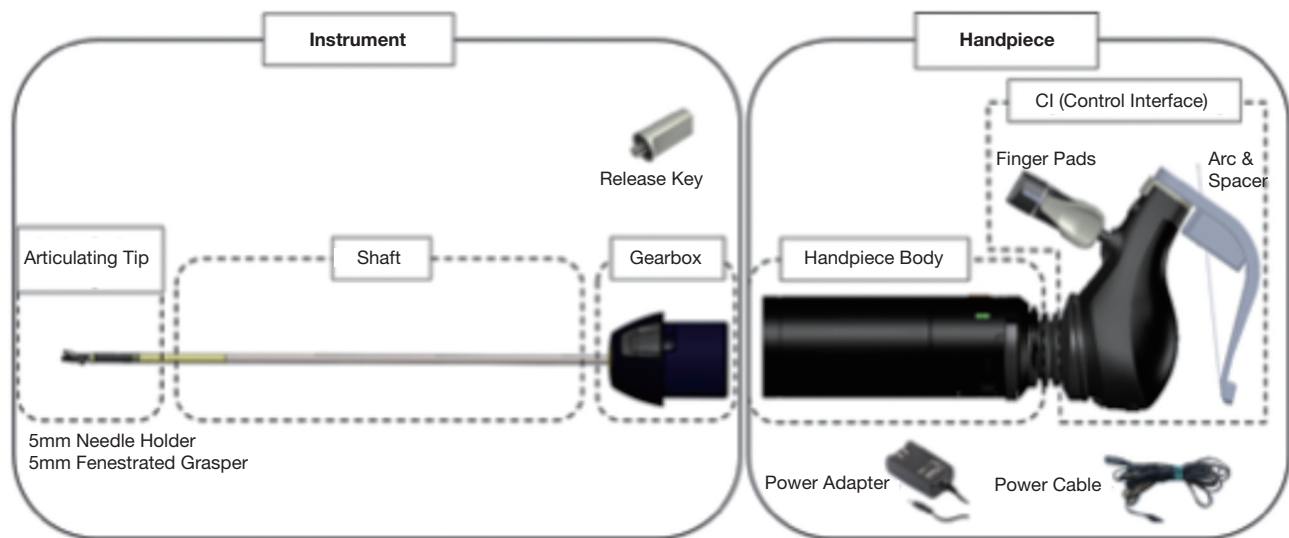 Instrument
Handpiece
CI (Control Interface)
Finger Pads
Arc &
Spacer
Release Key
Articulating Tip
Shaft
Gearbox
Handpiece Body
5mm Needle Holder
5mm Fenestrated Grasper
Power Adapter
Power Cable